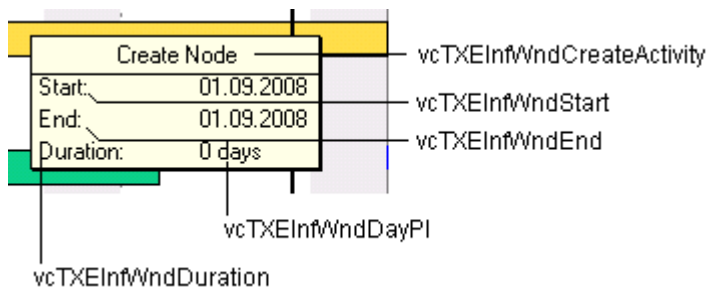 Create Node
vcTXEInfWndCreateActivity
Start: 01.09.2008
vcTXEInfWndStart
End: 01.09.2008
vcTXEInfWndEnd
Duration: 0 days
vcTXEInfWndDayPl
vcTXEInfWndDuration